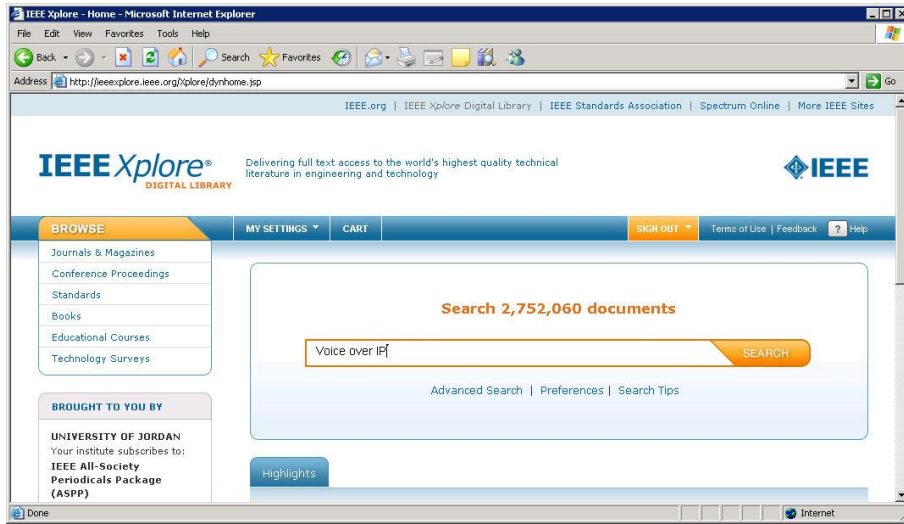 IEEE Xplore - Home - Microsoft Internet Explorer
File Edit View Favorites Tools Help
Back Search Favorites
Address http://ieeexplore.ieee.org/Xplore/dynhome.jsp Go
IEEE.org | IEEE Xplore Digital Library | IEEE Standards Association | Spectrum Online | More IEEE Sites
IEEE Xplore®
DIGITAL LIBRARY
Delivering full text access to the world's highest quality technical
literature in engineering and technology
IEEE
BROWSE
MY SETTINGS CART SIGN OUT Terms of Use | Feedback ? Help
Journals & Magazines
Conference Proceedings
Standards
Books
Educational Courses
Technology Surveys
Search 2,752,060 documents
Voice over IP SEARCH
Advanced Search | Preferences | Search Tips
BROUGHT TO YOU BY
UNIVERSITY OF JORDAN
Your institute subscribes to:
IEEE All-Society
Periodicals Package
(ASPP)
Highlights
Done Internet